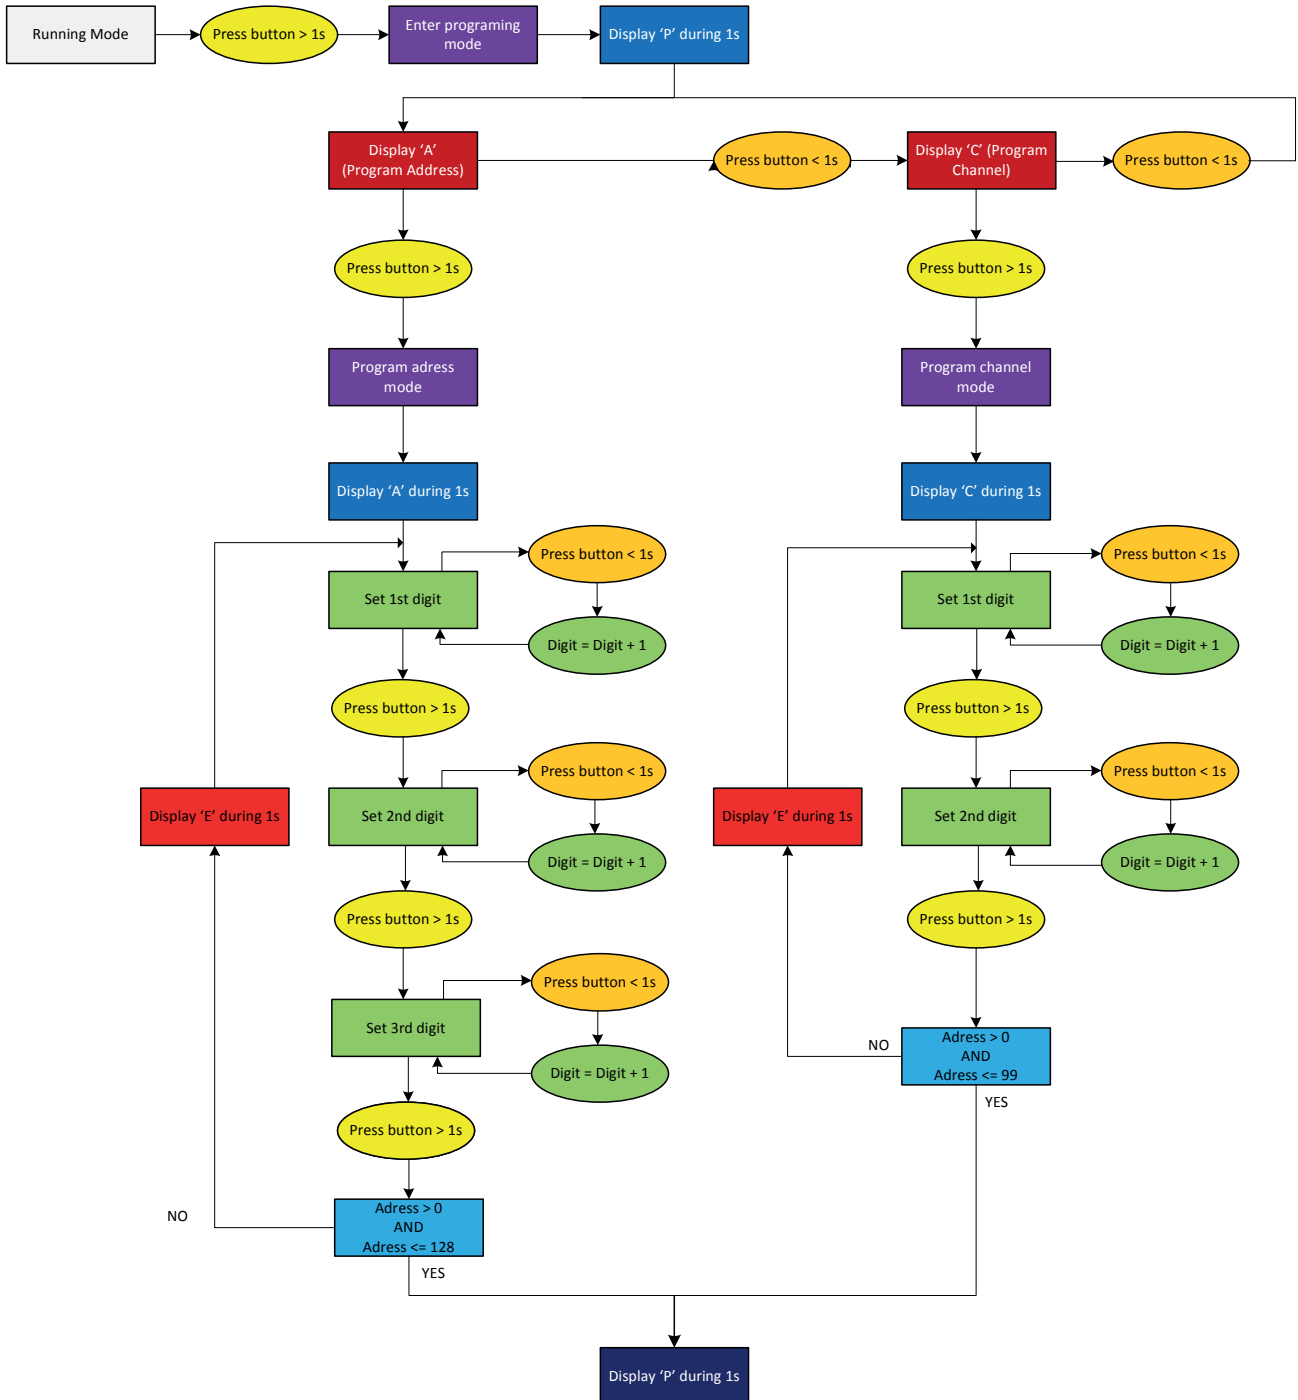 Running Mode
Press button > 1s
Enter programing
mode
Display ‘P’ during 1s
Display ‘A’
(Program Address)
Press button < 1s
Display ‘C’ (Program
Channel)
Press button < 1s
Press button > 1s
Press button > 1s
Program adress
mode
Program channel
mode
Display ‘A’ during 1s
Display ‘C’ during 1s
Press button < 1s
Press button < 1s
Set 1st digit
Set 1st digit
Digit = Digit + 1
Digit = Digit + 1
Press button > 1s
Press button > 1s
Press button < 1s
Press button < 1s
Display ‘E’ during 1s
Set 2nd digit
Display ‘E’ during 1s
Set 2nd digit
Digit = Digit + 1
Digit = Digit + 1
Press button > 1s
Press button > 1s
Press button < 1s
Set 3rd digit
NO
Adress > 0
AND
Adress <= 99
Digit = Digit + 1
YES
Press button > 1s
NO
Adress > 0
AND
Adress <= 128
YES
Display ‘P’ during 1s